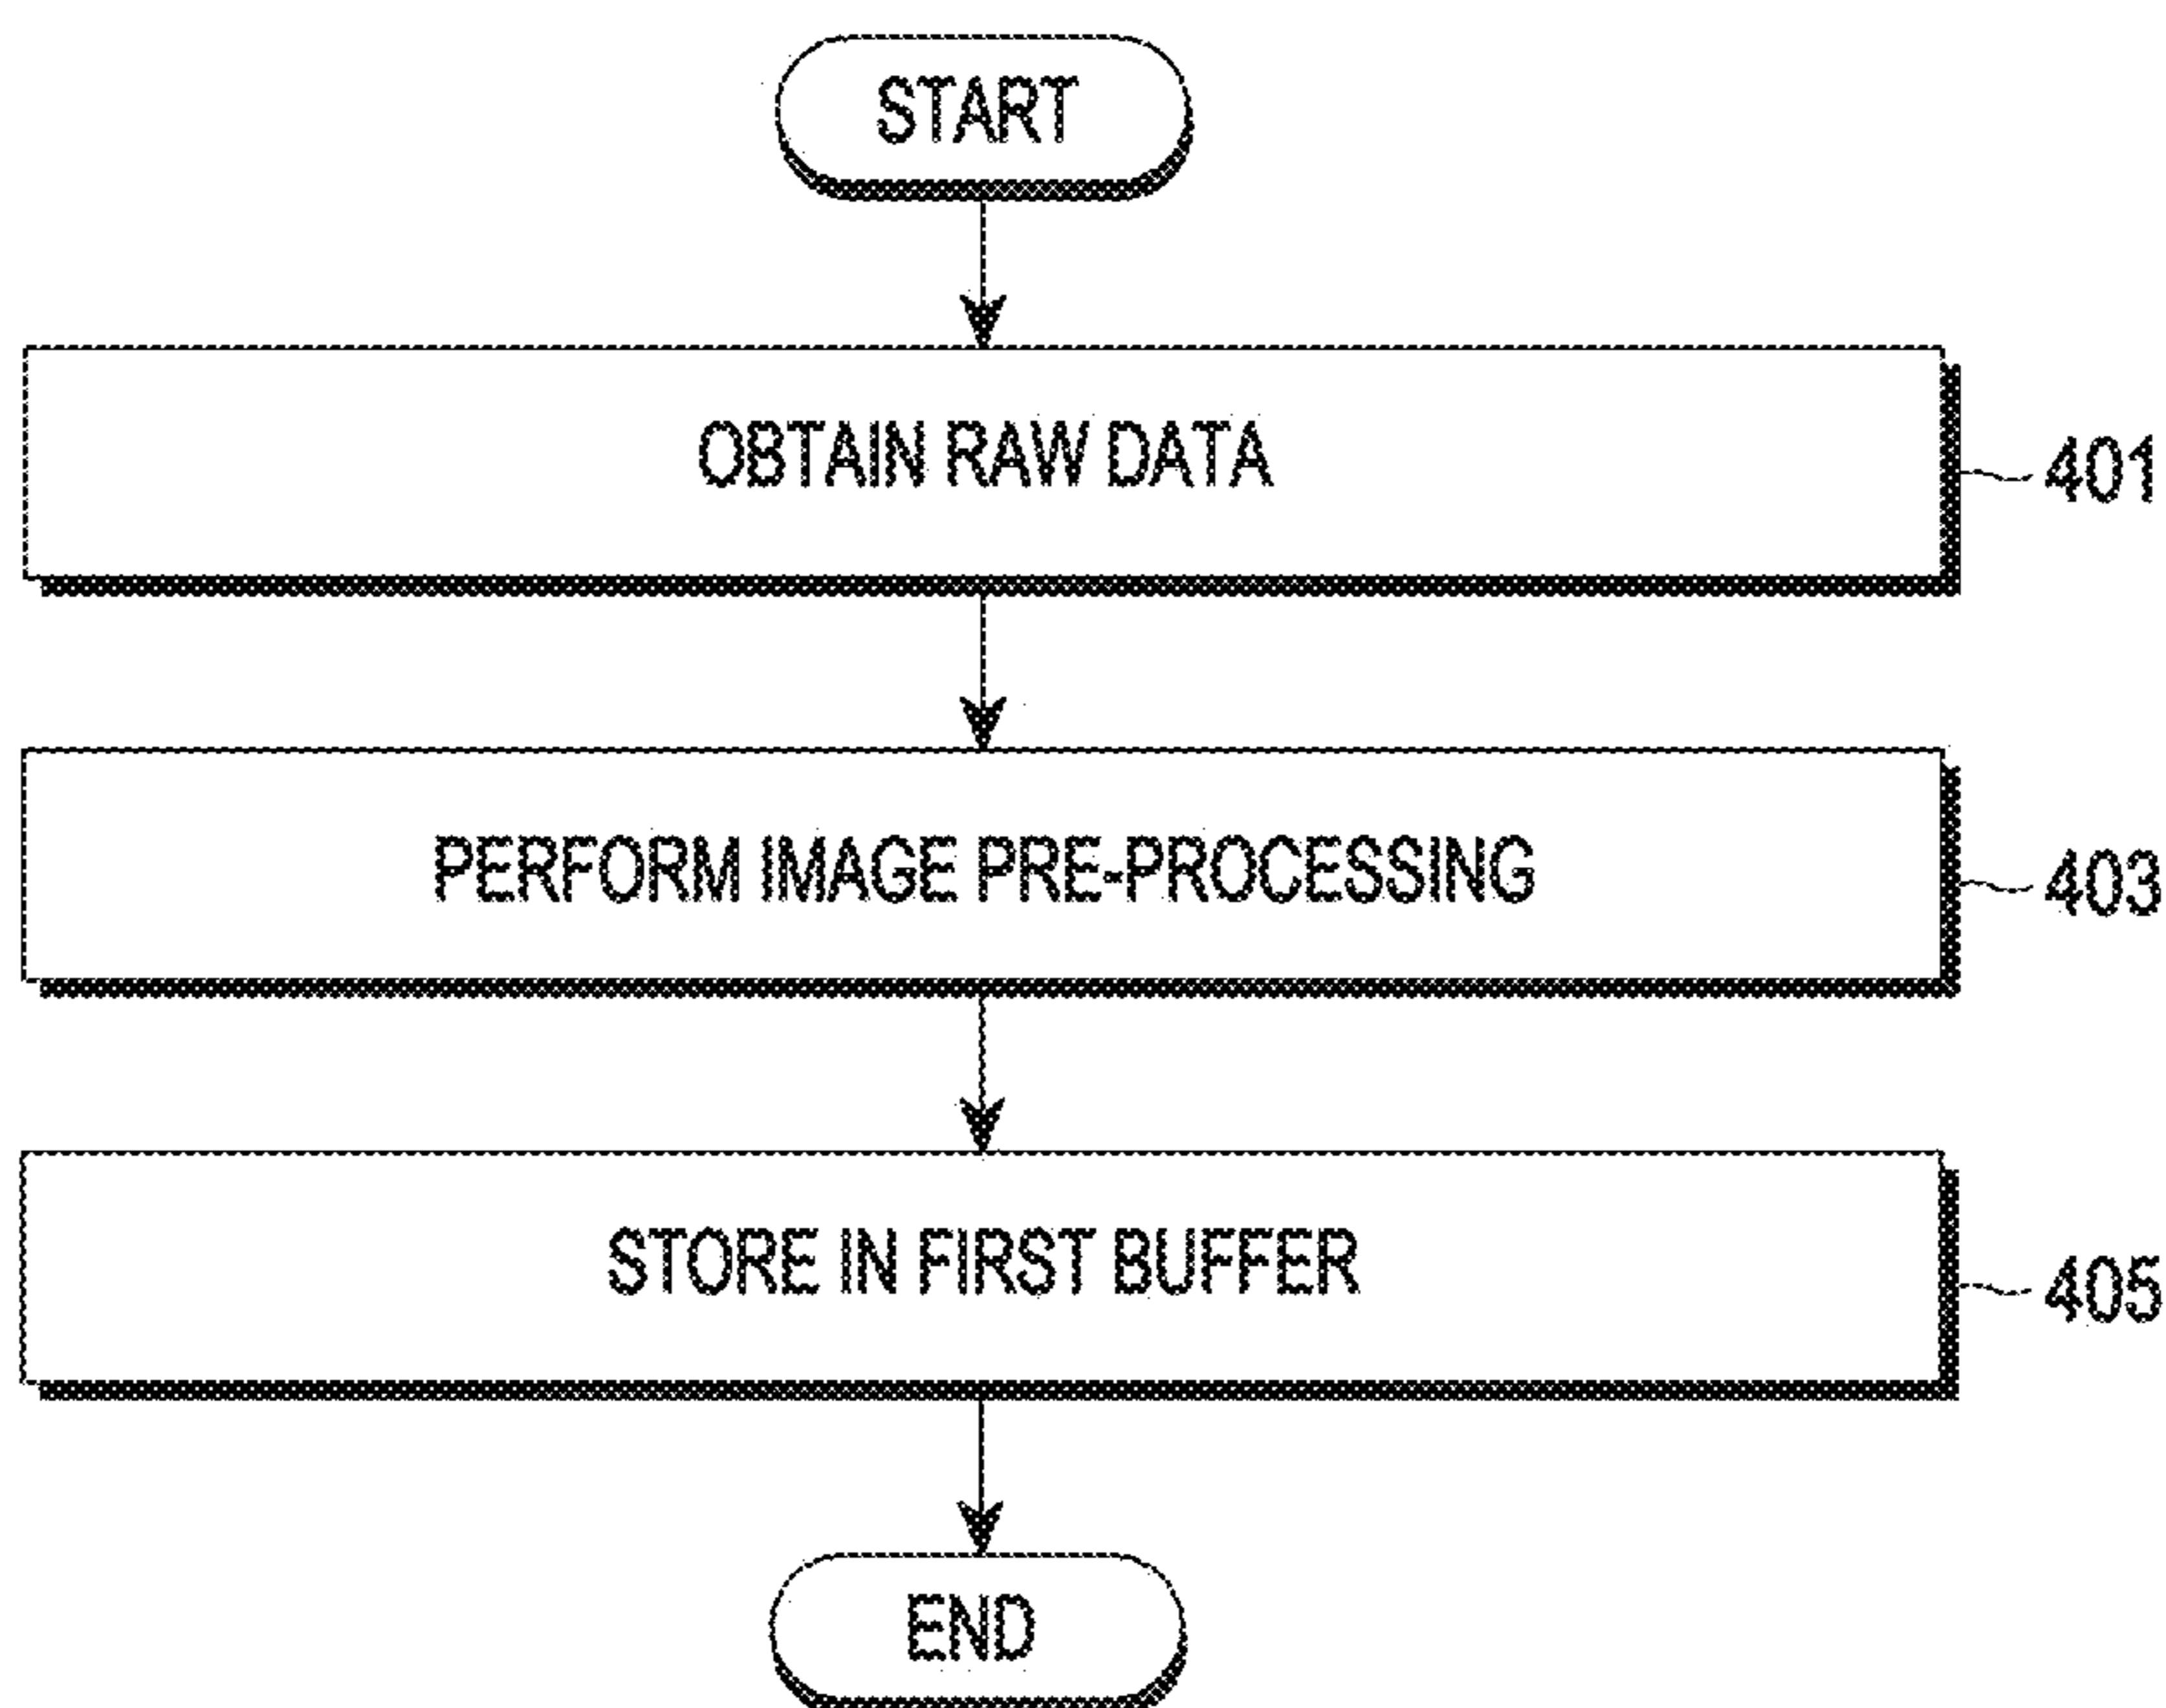 START
OBTAIN RAW DATA
401
PERFORM IMAGE PRE-PROCESSING
403
STORE IN FIRST BUFFER
405
END